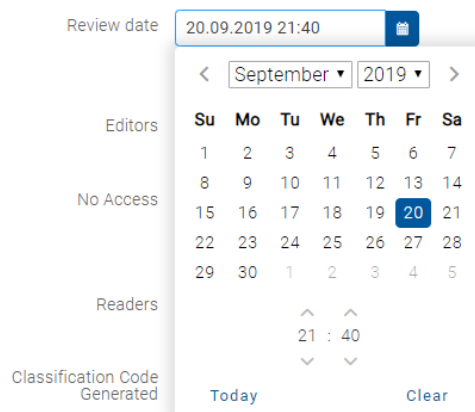 Review date 20.09.2019 21:40
September 2019
Su Mo Tu We Th Fr Sa
Editors
1 2 3 4 5 6 7
8 9 10 11 12 13 14
No Access
15 16 17 18 19 20 21
22 23 24 25 26 27 28
29 30 1 2 3 4 5
Readers
21 : 40
Classification Code
Generated
Today Clear